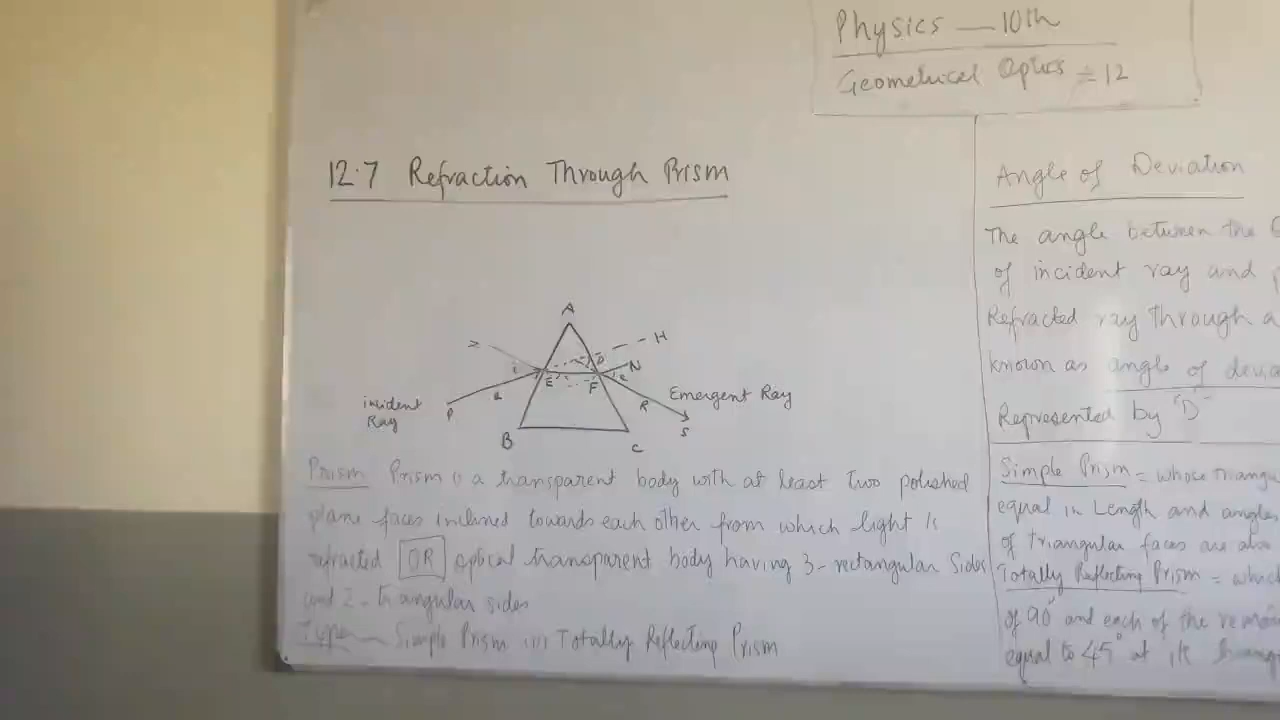 Physics — 10th
Geometrical Optics = 12
12.7 Refraction Through Prism
A
H
N
i
E
D
F
e
incident
Ray
P
Q
R
Emergent Ray
S
B
C
Prism Prism is a transparent body with at least two polished
plane faces inclined towards each other from which light is
refracted OR optical transparent body having 3-rectangular Sides
and 2-triangular sides
Type — Simple Prism (ii) Totally Reflecting Prism
Angle of Deviation
The angle between the
of incident ray and
Refracted ray through a
known as angle of devia
Represented by "D"
Simple Prism = whose triangu
equal in Length and angles
of triangular faces are also
Totally Reflecting Prism = which
of 90° and each of the remai
equal to 45° at its